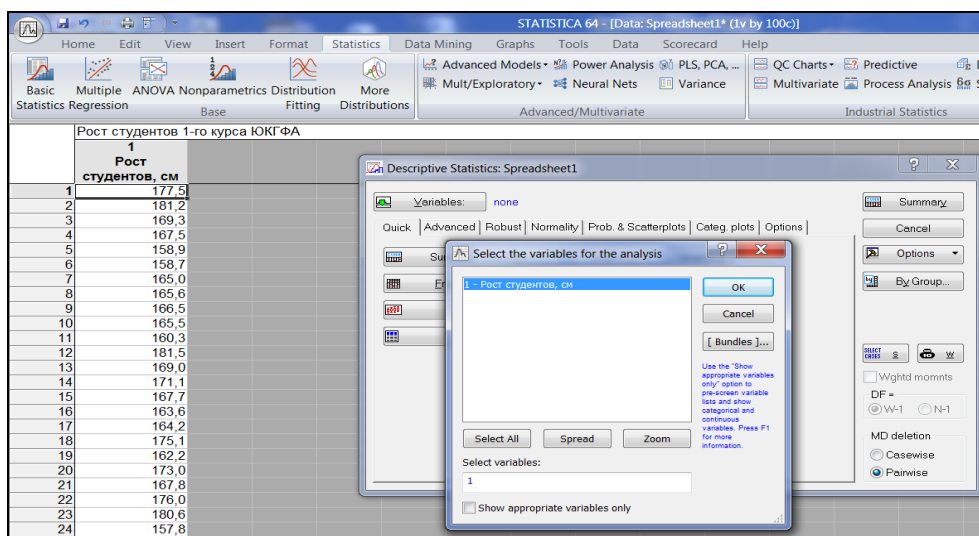 STATISTICA 64 - [Data: Spreadsheet1* (1v by 100c)]
Home Edit View Insert Format Statistics Data Mining Graphs Tools Data Scorecard Help
Basic Statistics
Multiple Regression
ANOVA
Nonparametrics
Distribution Fitting
More Distributions
Base
Advanced Models
Power Analysis
PLS, PCA, ...
Mult/Exploratory
Neural Nets
Variance
Advanced/Multivariate
QC Charts
Predictive
Multivariate
Process Analysis
Industrial Statistics
Рост студентов 1-го курса ЮКГФА
1
Рост
студентов, см
1 177,5
2 181,2
3 169,3
4 167,5
5 158,9
6 158,7
7 165,0
8 165,6
9 166,5
10 165,5
11 160,3
12 181,5
13 169,0
14 171,1
15 167,7
16 163,6
17 164,2
18 175,1
19 162,2
20 173,0
21 167,8
22 176,0
23 180,6
24 157,8
Descriptive Statistics: Spreadsheet1
Variables: none
Quick Advanced Robust Normality Prob. & Scatterplots Categ. plots Options
Su
Fr
Summary
Cancel
Options
By Group...
SELECT CASES S W
Wghtd momnts
DF =
W-1 N-1
MD deletion
Casewise
Pairwise
Select the variables for the analysis
1 - Рост студентов, см
OK
Cancel
[ Bundles ]...
Use the "Show
appropriate variables
only" option to
pre-screen variable
lists and show
categorical and
continuous
variables. Press F1
for more
information.
Select All Spread Zoom
Select variables:
1
Show appropriate variables only